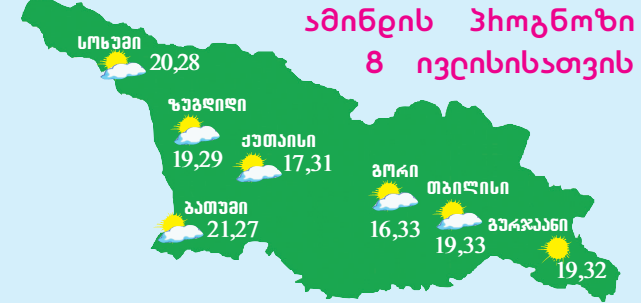 ამინდის პროგნოზი
8 ივლისისათვის
სოხუმი
20,28
ზუგდიდი
19,29
ქუთაისი
17,31
გორი
16,33
თბილისი
19,33
ბათუმი
21,27
გურჯაანი
19,32